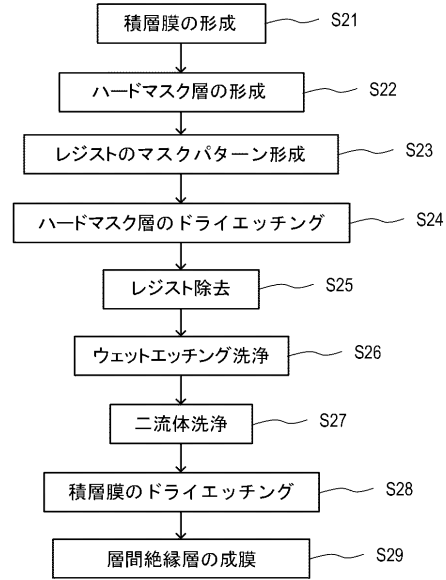 積層膜の形成 S21
ハードマスク層の形成 S22
レジストのマスクパターン形成 S23
ハードマスク層のドライエッチング S24
レジスト除去 S25
ウェットエッチング洗浄 S26
二流体洗浄 S27
積層膜のドライエッチング S28
層間絶縁層の成膜 S29